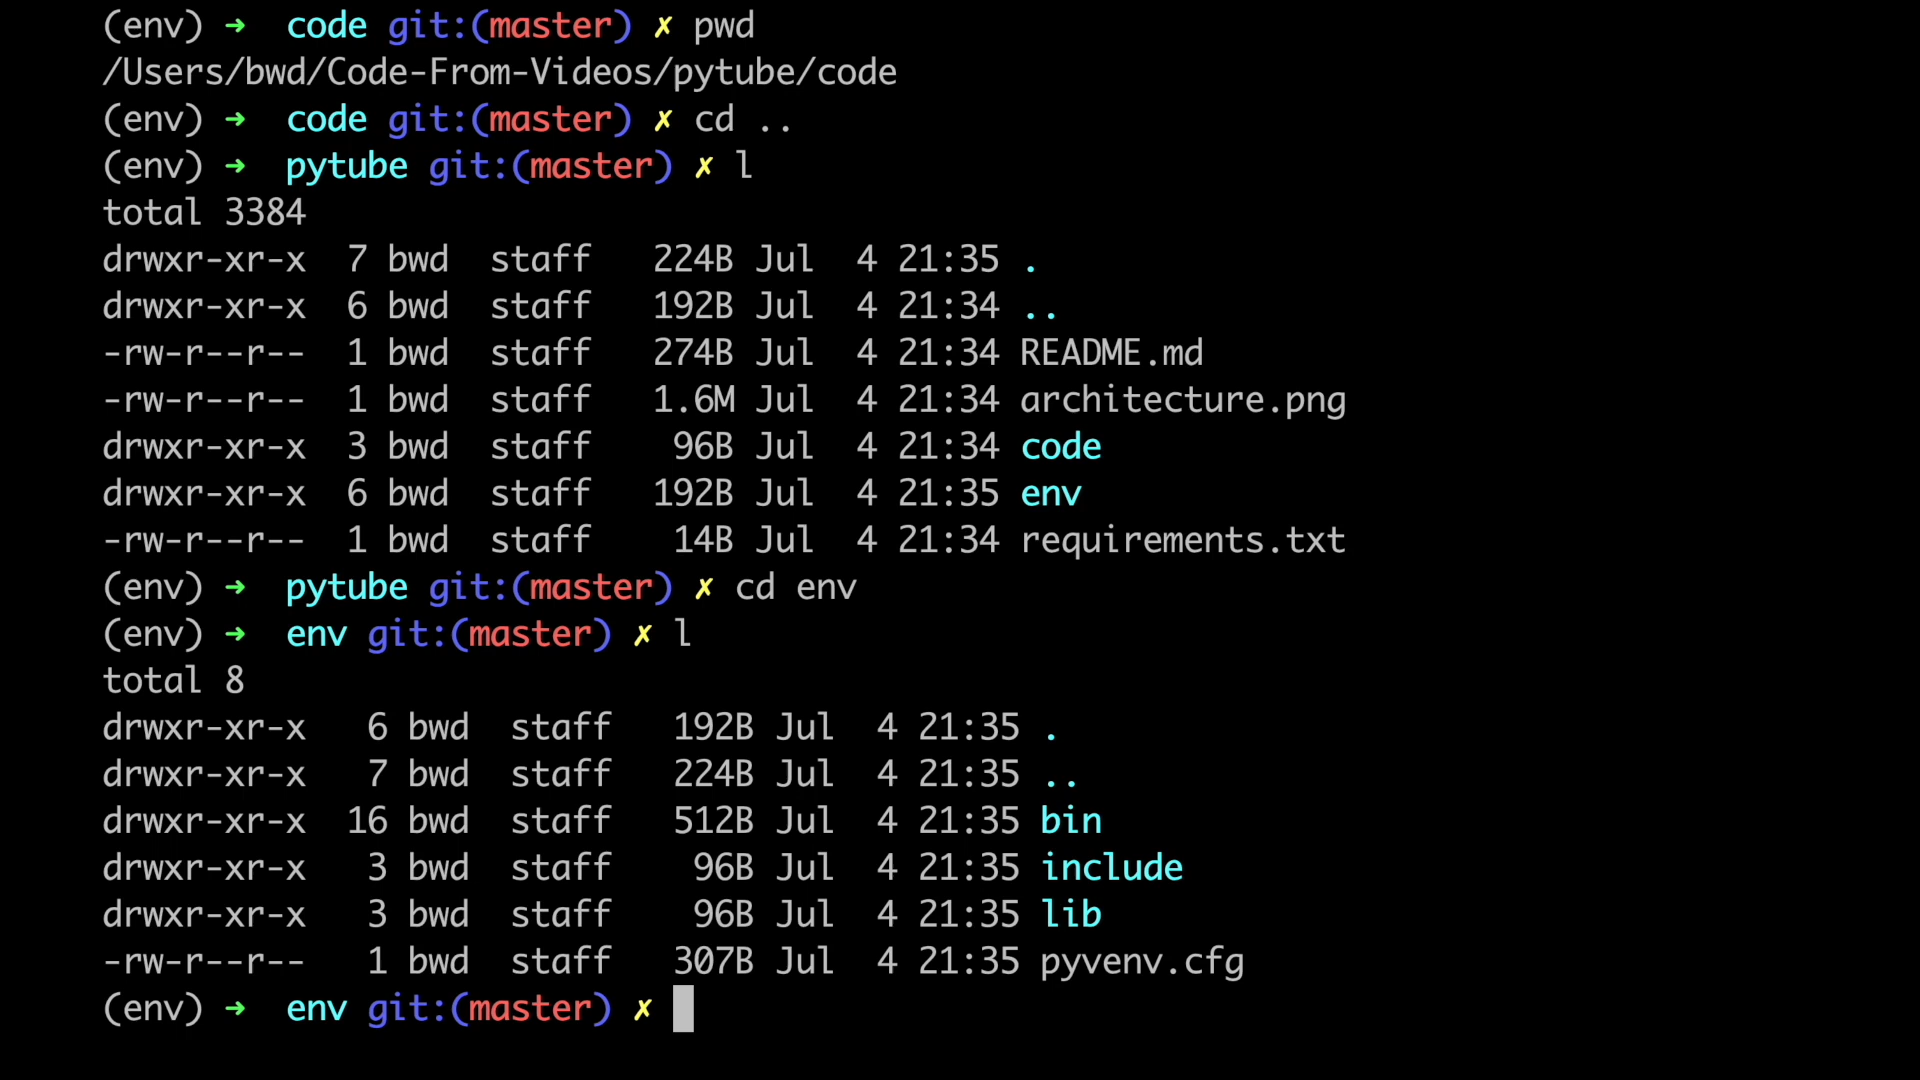 (env) ➜  code git:(master) ✗ pwd
/Users/bwd/Code-From-Videos/pytube/code
(env) ➜  code git:(master) ✗ cd ..
(env) ➜  pytube git:(master) ✗ l
total 3384
drwxr-xr-x  7 bwd  staff   224B Jul  4 21:35 .
drwxr-xr-x  6 bwd  staff   192B Jul  4 21:34 ..
-rw-r--r--  1 bwd  staff   274B Jul  4 21:34 README.md
-rw-r--r--  1 bwd  staff   1.6M Jul  4 21:34 architecture.png
drwxr-xr-x  3 bwd  staff    96B Jul  4 21:34 code
drwxr-xr-x  6 bwd  staff   192B Jul  4 21:35 env
-rw-r--r--  1 bwd  staff    14B Jul  4 21:34 requirements.txt
(env) ➜  pytube git:(master) ✗ cd env
(env) ➜  env git:(master) ✗ l
total 8
drwxr-xr-x   6 bwd  staff   192B Jul  4 21:35 .
drwxr-xr-x   7 bwd  staff   224B Jul  4 21:35 ..
drwxr-xr-x  16 bwd  staff   512B Jul  4 21:35 bin
drwxr-xr-x   3 bwd  staff    96B Jul  4 21:35 include
drwxr-xr-x   3 bwd  staff    96B Jul  4 21:35 lib
-rw-r--r--   1 bwd  staff   307B Jul  4 21:35 pyvenv.cfg
(env) ➜  env git:(master) ✗